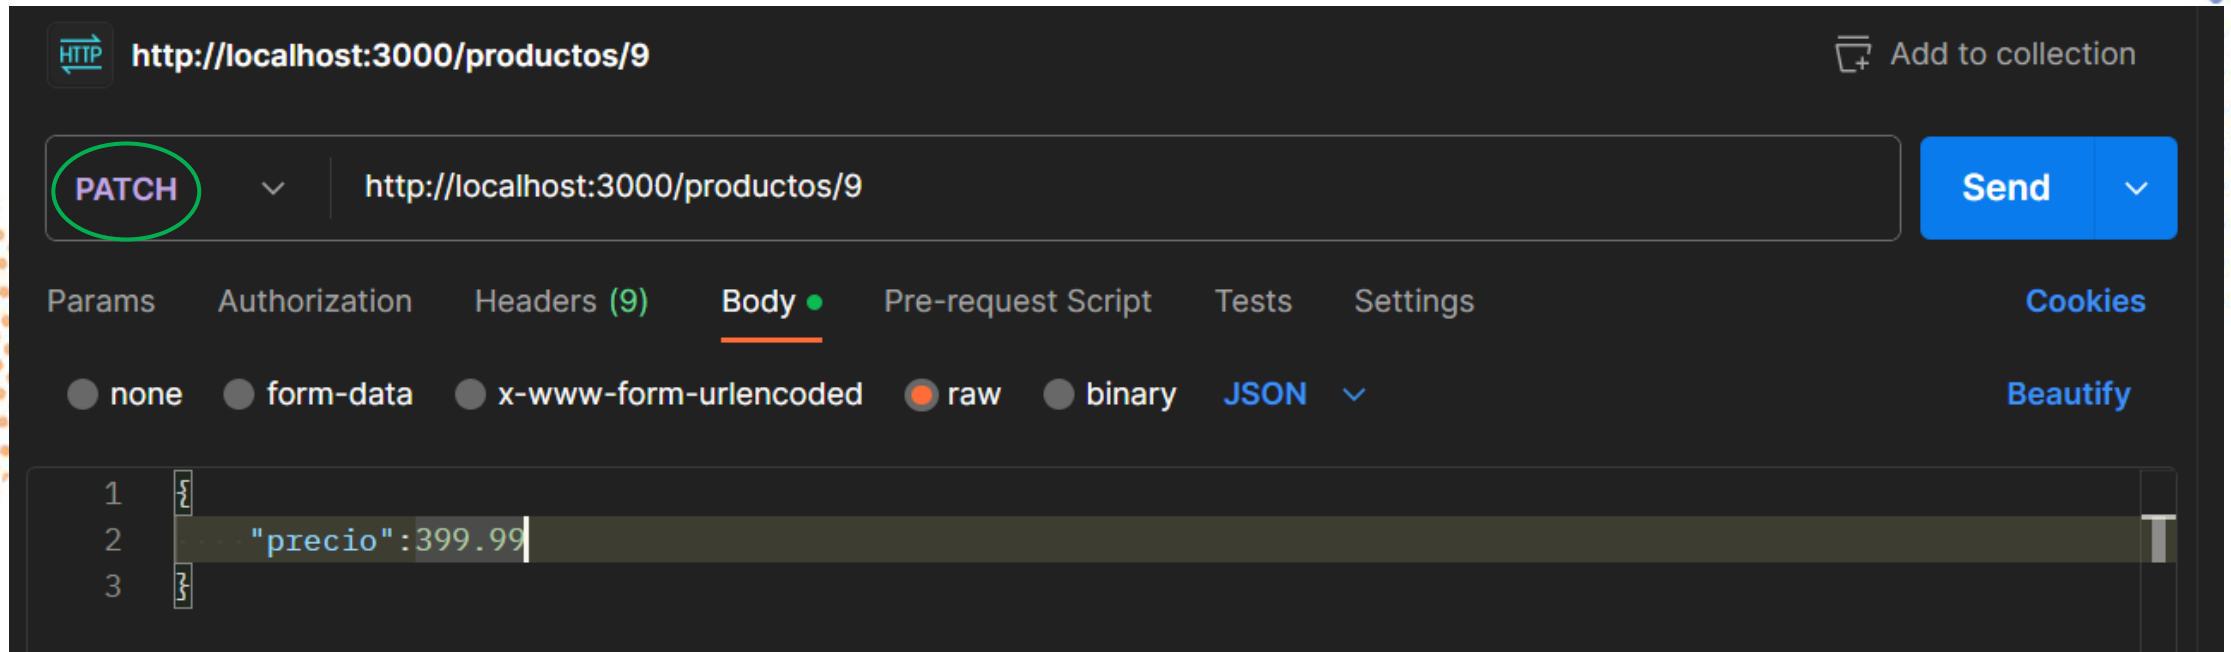 HTTP http://localhost:3000/productos/9 Add to collection
PATCH http://localhost:3000/productos/9 Send
Params Authorization Headers (9) Body Pre-request Script Tests Settings Cookies
none form-data x-www-form-urlencoded raw binary JSON Beautify
1 {
2 "precio":399.99
3 }